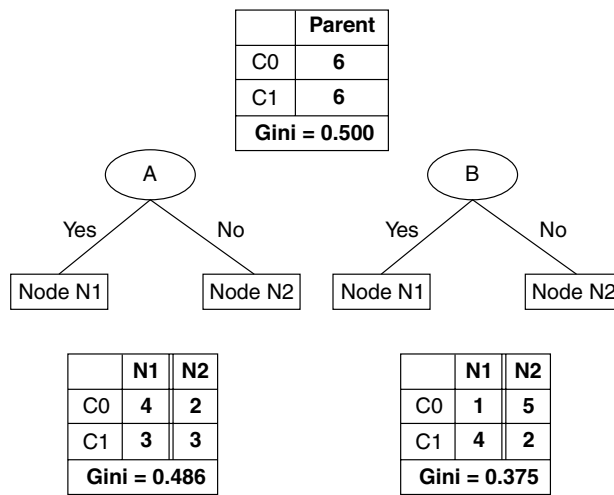 Parent
C0 6
C1 6
Gini = 0.500
A
Yes No
Node N1 Node N2
N1 N2
C0 4 2
C1 3 3
Gini = 0.486
B
Yes No
Node N1 Node N2
N1 N2
C0 1 5
C1 4 2
Gini = 0.375